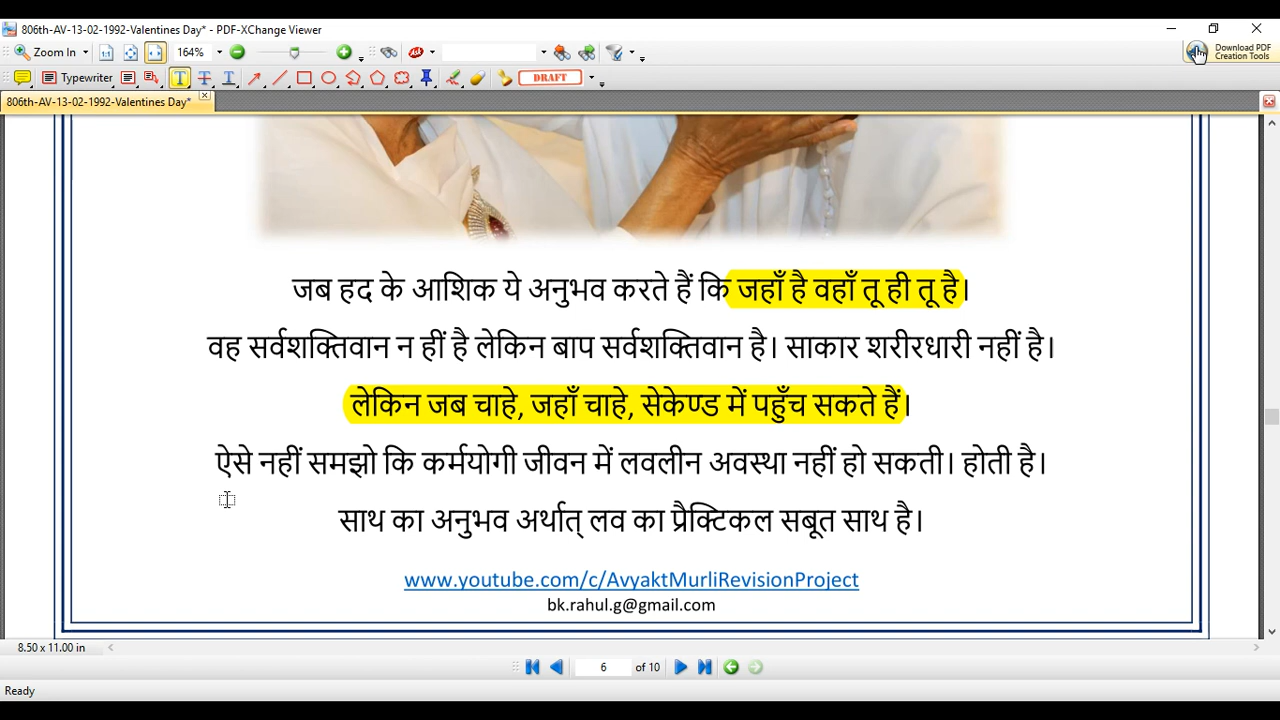 806th-AV-13-02-1992-Valentines Day* - PDF-XChange Viewer
Zoom In
164%
Download PDF
Creation Tools
Typewriter
DRAFT
806th-AV-13-02-1992-Valentines Day*
जब हद के आशिक ये अनुभव करते हैं कि जहाँ है वहाँ तू ही तू है।
वह सर्वशक्तिवान न हीं है लेकिन बाप सर्वशक्तिवान है। साकार शरीरधारी नहीं है।
लेकिन जब चाहे, जहाँ चाहे, सेकेण्ड में पहुँच सकते हैं।
ऐसे नहीं समझो कि कर्मयोगी जीवन में लवलीन अवस्था नहीं हो सकती। होती है।
साथ का अनुभव अर्थात् लव का प्रैक्टिकल सबूत साथ है।
www.youtube.com/c/AvyaktMurliRevisionProject
bk.rahul.g@gmail.com
8.50 x 11.00 in
6 of 10
Ready